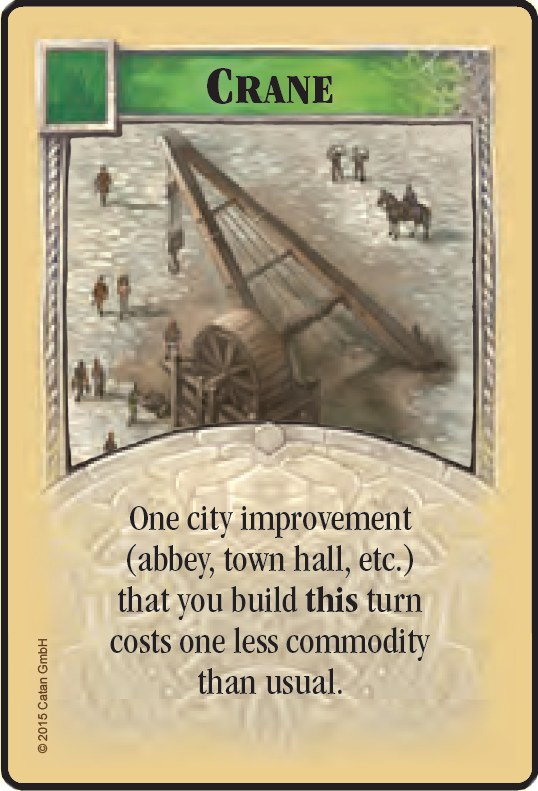 CRANE
One city improvement
(abbey, town hall, etc.)
that you build this turn
costs one less commodity
than usual.
© 2015 Catan GmbH